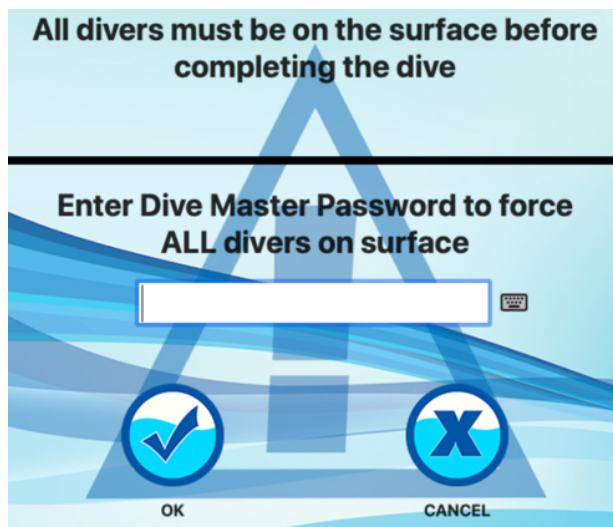 All divers must be on the surface before
completing the dive
Enter Dive Master Password to force
ALL divers on surface
OK
CANCEL